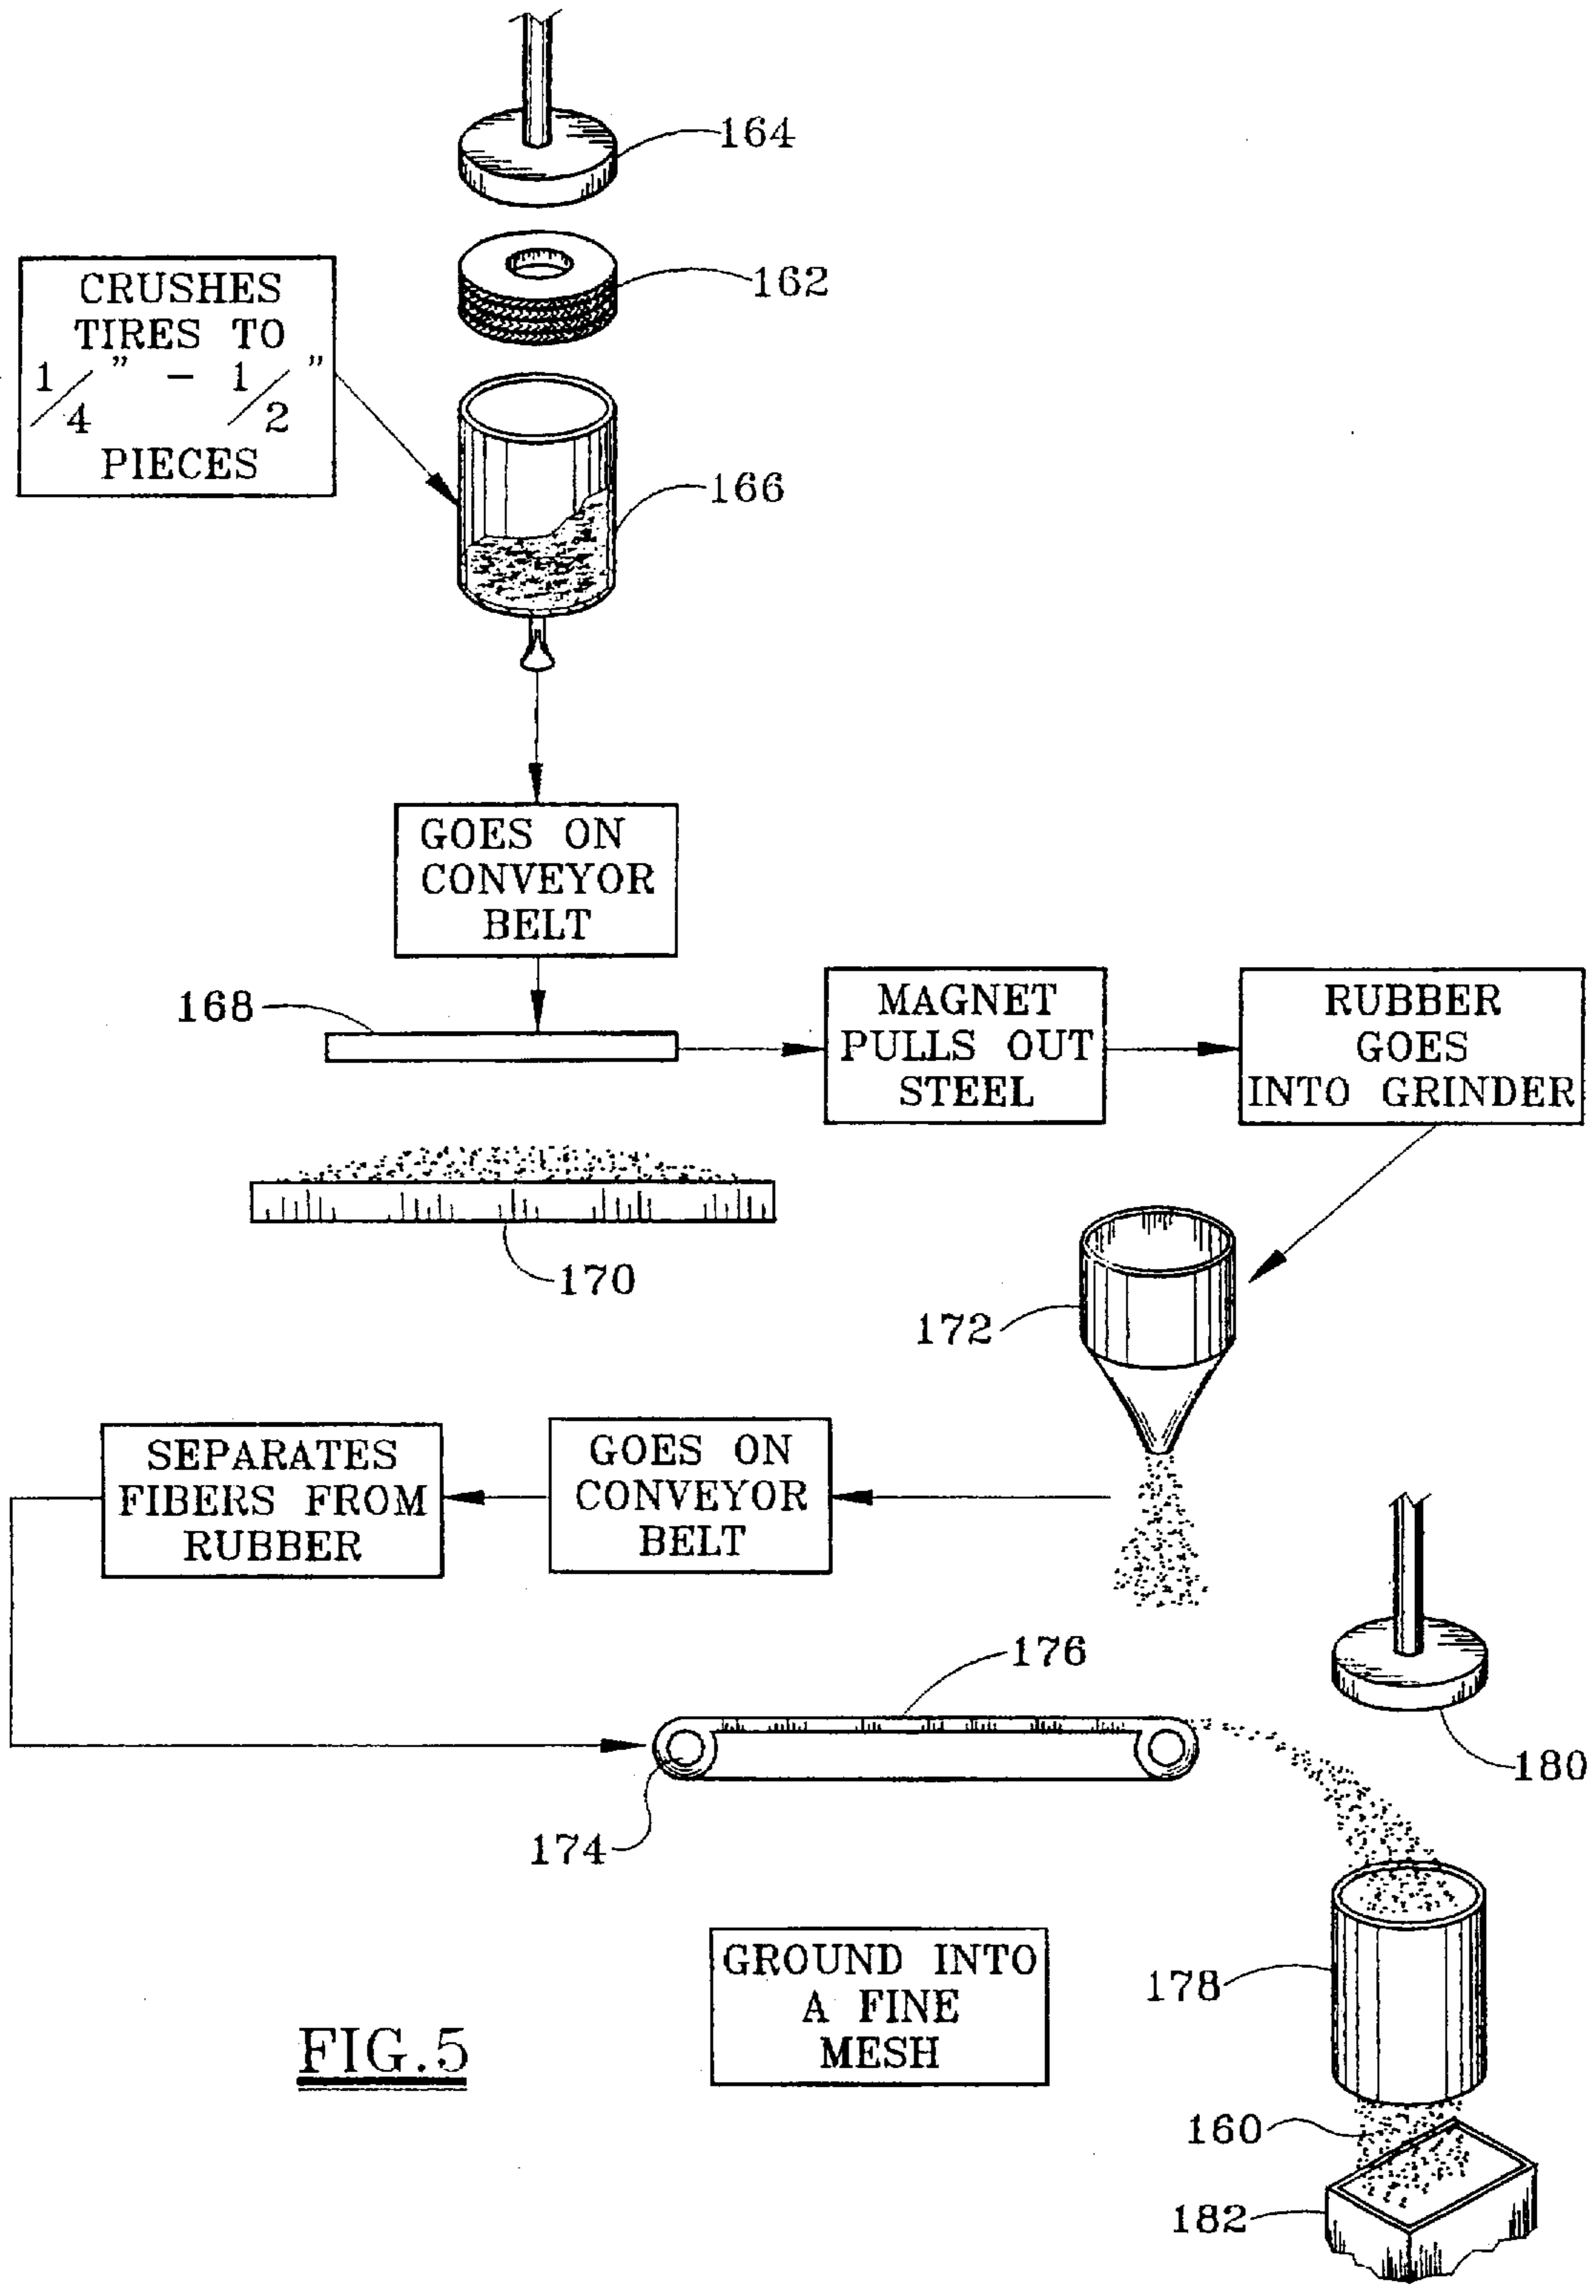 164
162
CRUSHES
TIRES TO
1/4" - 1/2"
PIECES
166
GOES ON
CONVEYOR
BELT
168
MAGNET
PULLS OUT
STEEL
RUBBER
GOES
INTO GRINDER
170
172
SEPARATES
FIBERS FROM
RUBBER
GOES ON
CONVEYOR
BELT
176
180
174
GROUND INTO
A FINE
MESH
178
FIG.5
160
182